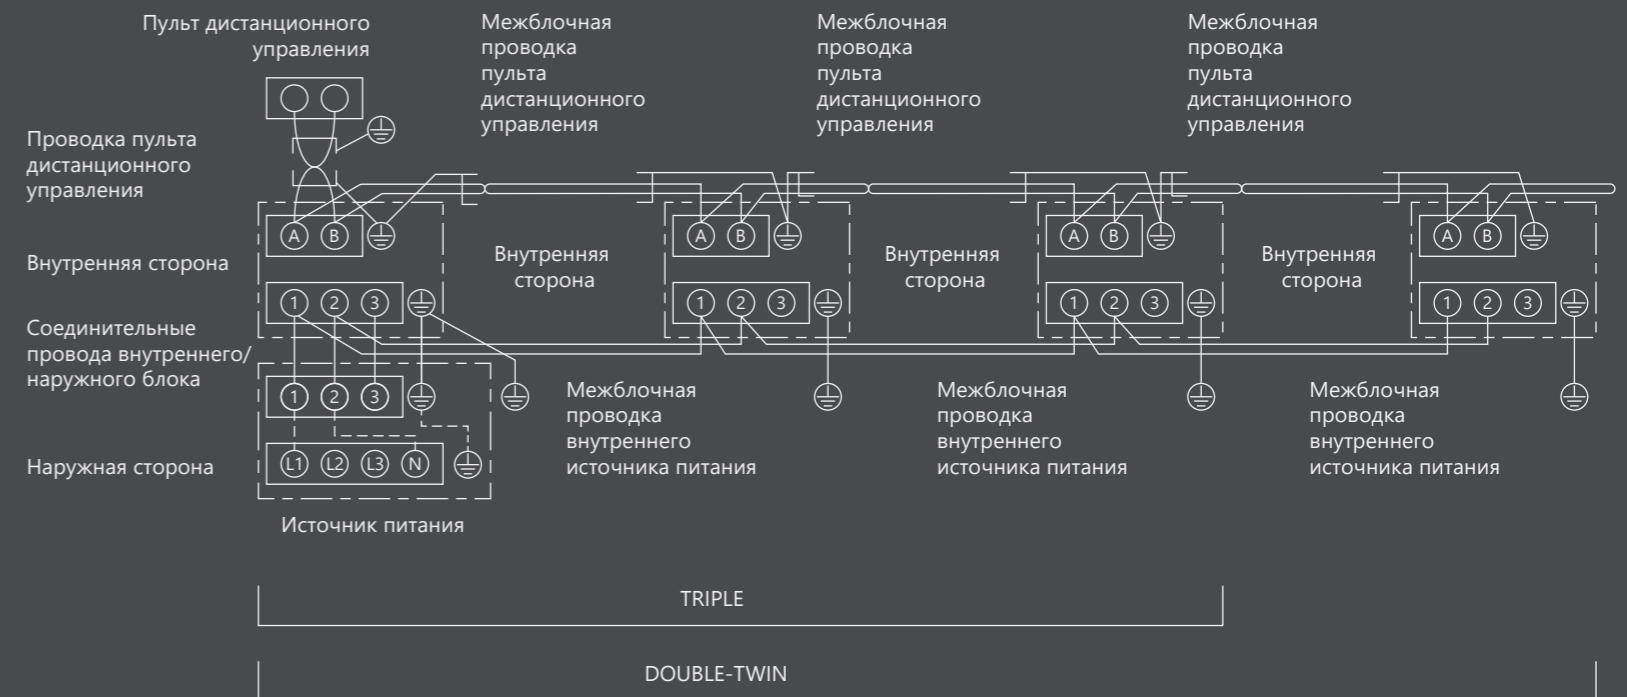 Пульт дистанционного
управления
Межблочная
проводка
пульта
дистанционного
управления
Межблочная
проводка
пульта
дистанционного
управления
Межблочная
проводка
пульта
дистанционного
управления
Проводка пульта
дистанционного
управления
A B
A B
A B
A B
Внутренняя сторона
Внутренняя
сторона
Внутренняя
сторона
Внутренняя
сторона
1 2 3
1 2 3
1 2 3
1 2 3
Соединительные
провода внутреннего/
наружного блока
1 2 3
Межблочная
проводка
внутреннего
источника питания
Межблочная
проводка
внутреннего
источника питания
Межблочная
проводка
внутреннего
источника питания
Наружная сторона
L1 L2 L3 N
Источник питания
TRIPLE
DOUBLE-TWIN